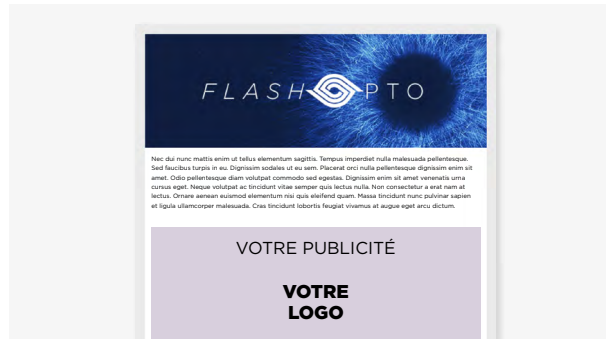 FLASH PTO
Nec dui nunc mattis enim ut tellus elementum sagittis. Tempus imperdiet nulla malesuada pellentesque.
Sed faucibus turpis in eu. Dignissim sodales ut eu sem. Placerat orci nulla pellentesque dignissim enim sit
amet. Odio pellentesque diam volutpat commodo sed egestas. Dignissim enim sit amet venenatis urna
cursus eget. Neque volutpat ac tincidunt vitae semper quis lectus nulla. Non consectetur a erat nam at
lectus. Ornare aenean euismod elementum nisi quis eleifend quam. Massa tincidunt nunc pulvinar sapien
et ligula ullamcorper malesuada. Cras tincidunt lobortis feugiat vivamus at augue eget arcu dictum.
VOTRE PUBLICITÉ
VOTRE
LOGO